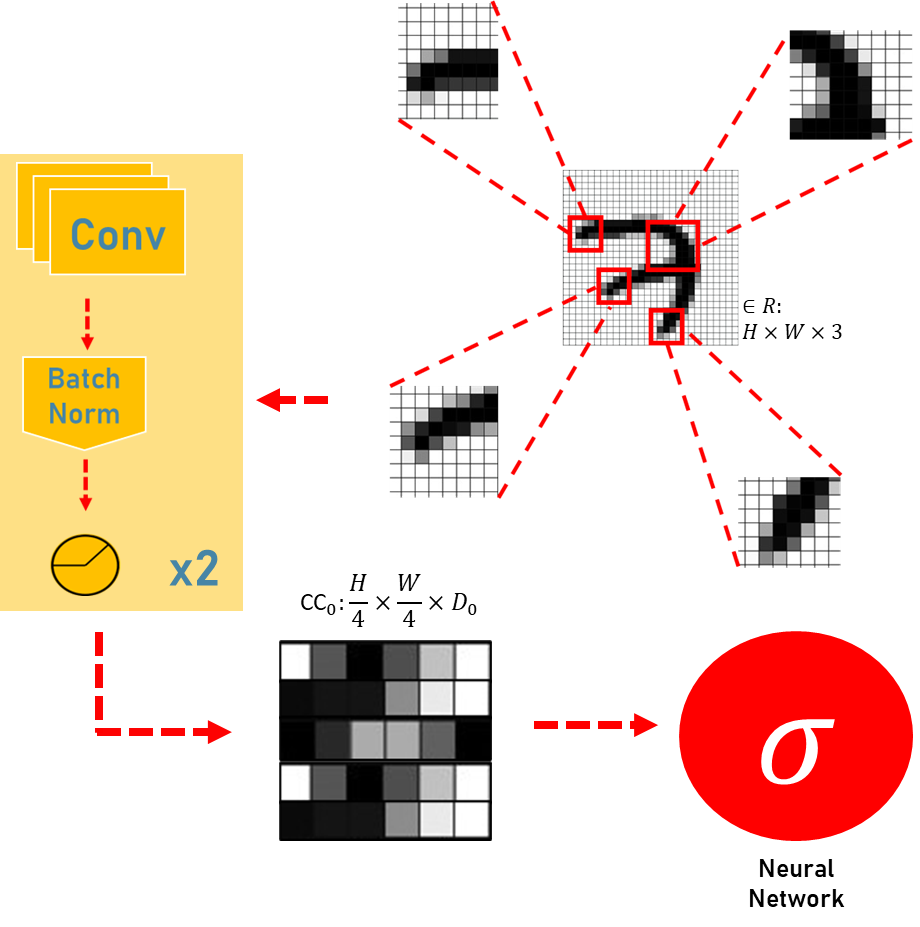 Conv
Batch
Norm
x2
∈ R:
H × W × 3
CC₀: H/4 × W/4 × D₀
σ
Neural
Network